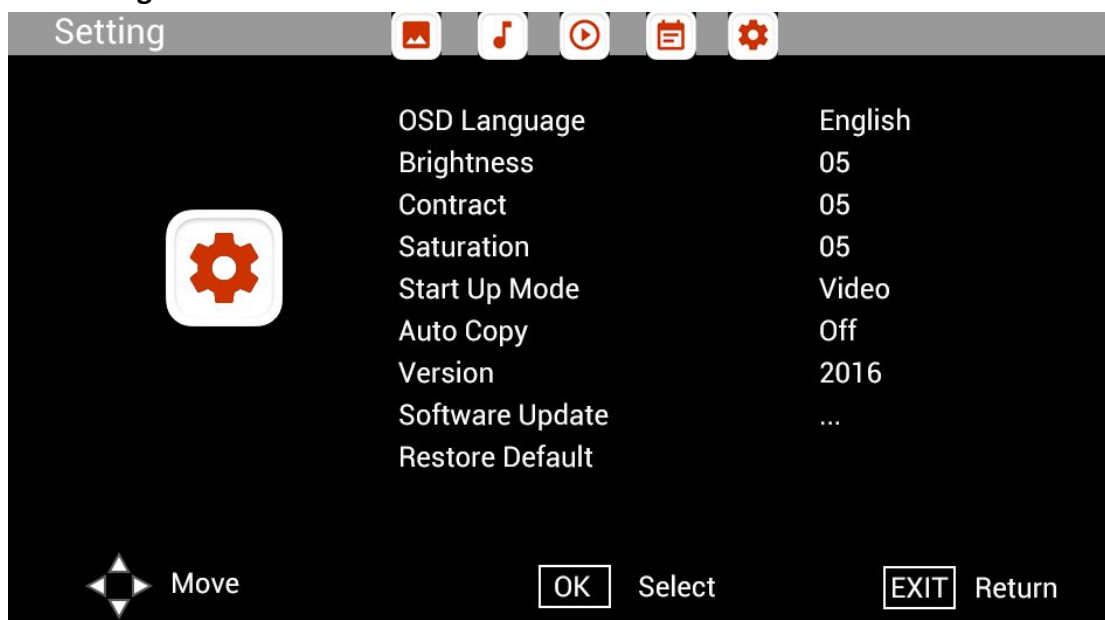 Setting
OSD Language English
Brightness 05
Contract 05
Saturation 05
Start Up Mode Video
Auto Copy Off
Version 2016
Software Update ...
Restore Default
Move OK Select EXIT Return